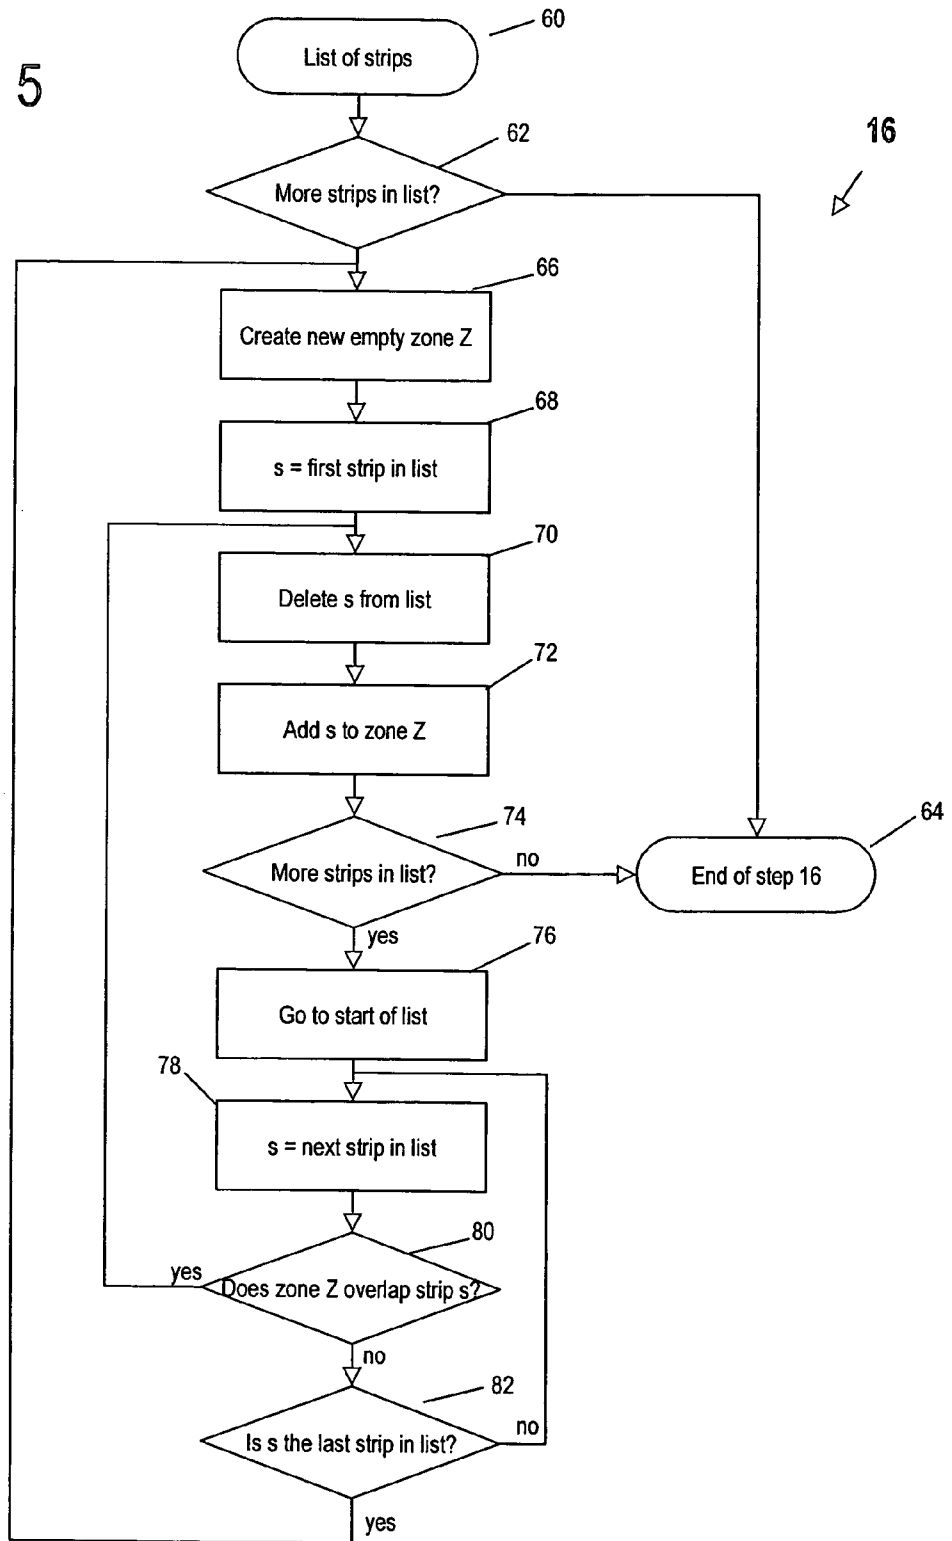 60
List of strips
5
16
62
More strips in list?
66
Create new empty zone Z
68
s = first strip in list
70
Delete s from list
72
Add s to zone Z
74
More strips in list?
no
64
End of step 16
yes
76
Go to start of list
78
s = next strip in list
80
yes
Does zone Z overlap strip s?
no
82
Is s the last strip in list?
no
yes